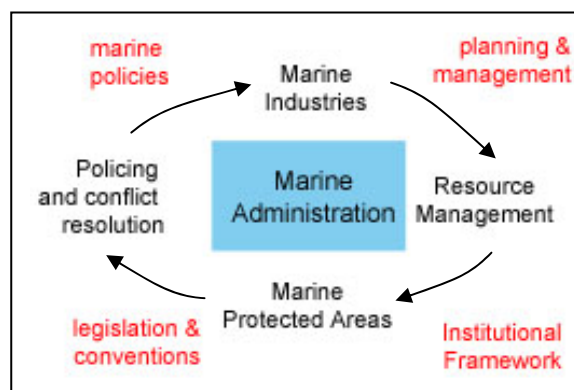 marine
policies
planning &
management
Marine
Industries
Policing
and conflict
resolution
Marine
Administration
Resource
Management
Marine
Protected Areas
legislation &
conventions
Institutional
Framework